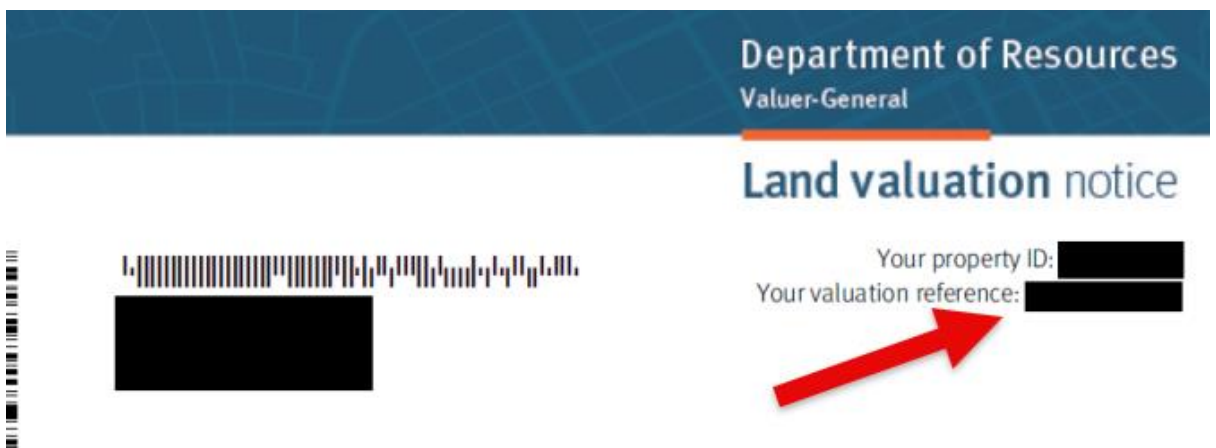 Department of Resources
Valuer-General
Land valuation notice
Your property ID:
Your valuation reference: